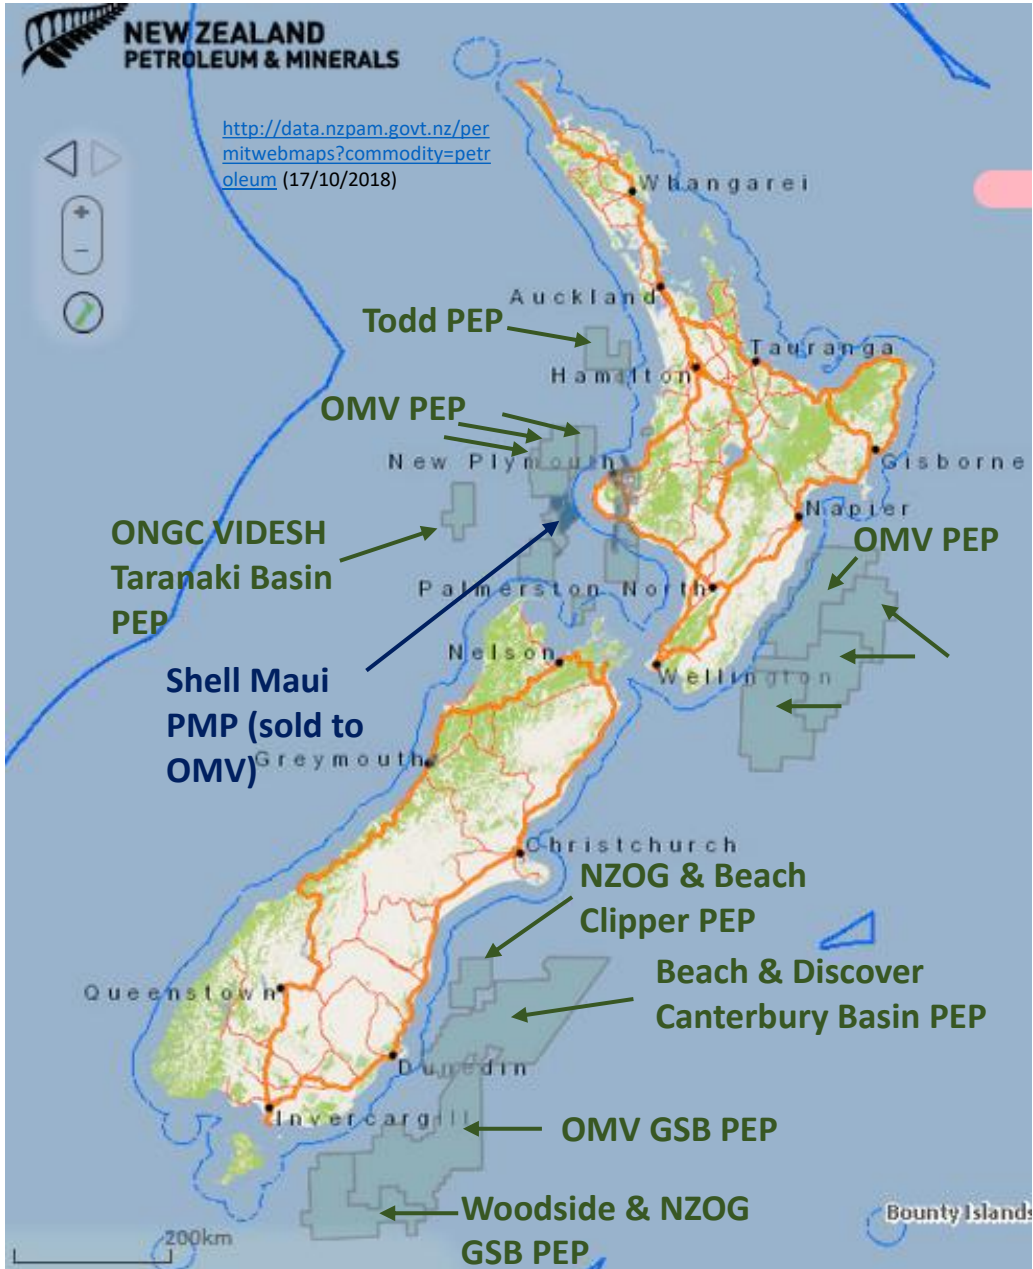 NEW ZEALAND
PETROLEUM & MINERALS
http://data.nzpam.govt.nz/per
mitwebmaps?commodity=petr
oleum (17/10/2018)
Whangarei
Auckland
Todd PEP
Tauranga
Hamilton
OMV PEP
New Plymouth
Gisborne
Napier
ONGC VIDESH
Taranaki Basin
PEP
OMV PEP
Palmerston North
Nelson
Wellington
Shell Maui
PMP (sold to
OMV)
Greymouth
Christchurch
NZOG & Beach
Clipper PEP
Beach & Discover
Canterbury Basin PEP
Queenstown
Dunedin
Invercargill
OMV GSB PEP
Woodside & NZOG
GSB PEP
Bounty Islands
200km